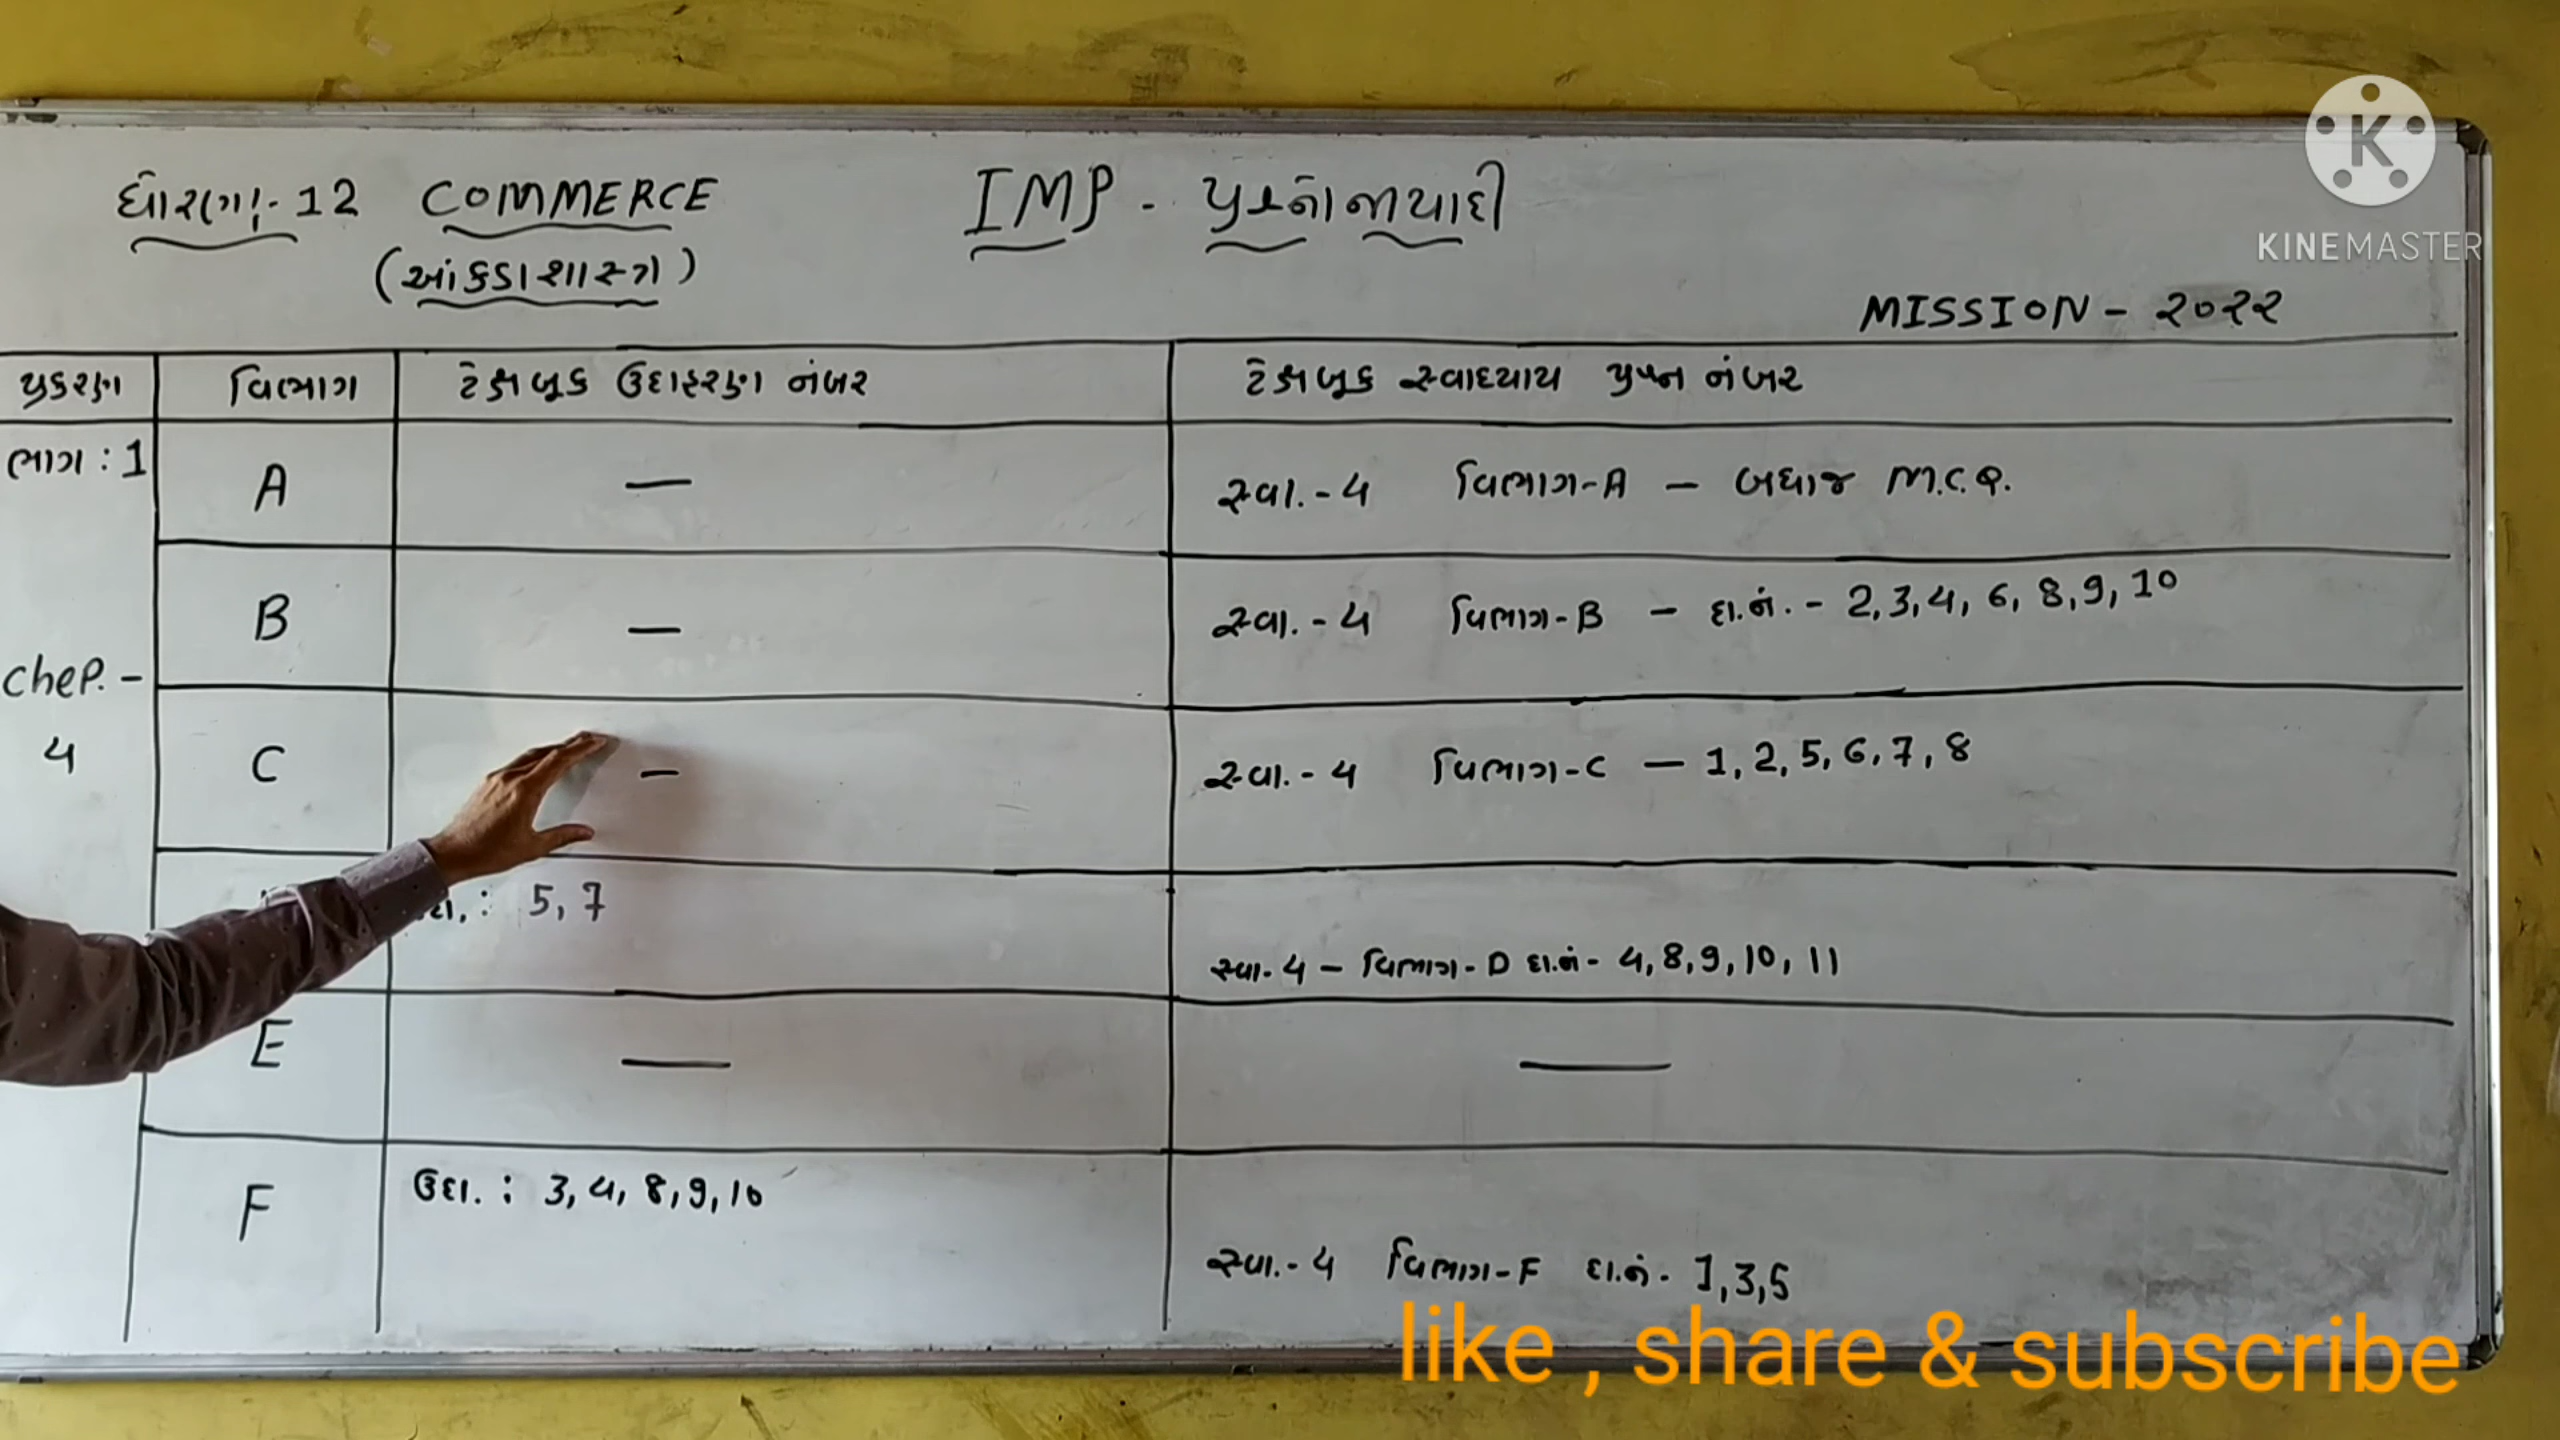 ધોરણ:-12 COMMERCE
(આંકડાશાસ્ત્ર)
IMP - પ્રશ્નોની યાદી
KINEMASTER
MISSION - ૨૦૨૨
પ્રકરણ વિભાગ ટેક્ષબુક ઉદાહરણ નંબર ટેક્ષબુક સ્વાધ્યાય પ્રશ્ન નંબર
ભાગ : 1 A — સ્વા.- 4 વિભાગ-A — બધાજ M.C.Q.
B — સ્વા.- 4 વિભાગ-B — દા.નં. - 2, 3, 4, 6, 8, 9, 10
CheP. - 4
C — સ્વા.- 4 વિભાગ-C — 1, 2, 5, 6, 7, 8
દા. : 5, 7 સ્વા- 4 — વિભાગ- D દા.નં- 4, 8, 9, 10, 11
E — —
F ઉદા. : 3, 4, 8, 9, 10 સ્વા.- 4 વિભાગ-F દા.નં. 1, 3, 5
like , share & subscribe